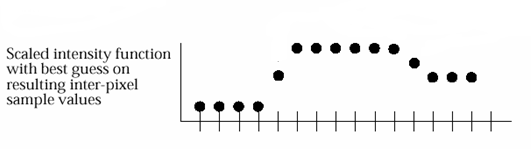 Scaled intensity function
with best guess on
resulting inter-pixel
sample values